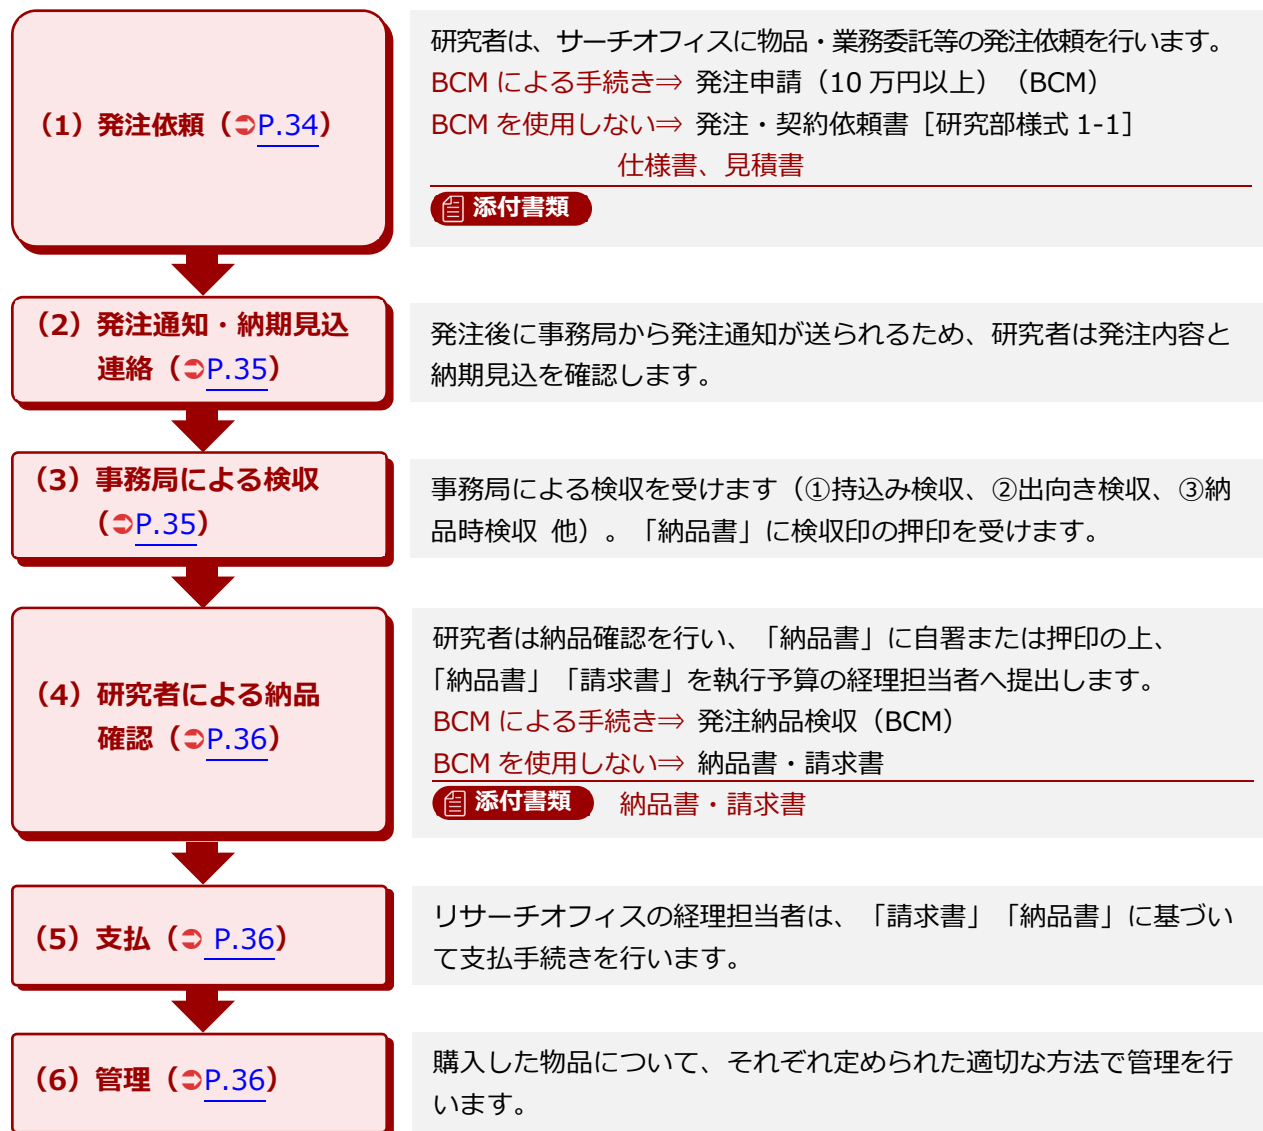 (1) 発注依頼(➲P.34)
研究者は、サーチオフィスに物品・業務委託等の発注依頼を行います。
BCM による手続き⇒ 発注申請（10 万円以上）（BCM）
BCM を使用しない⇒ 発注・契約依頼書［研究部様式 1-1］
仕様書、見積書
添付書類
(2) 発注通知・納期見込
連絡(➲P.35)
発注後に事務局から発注通知が送られるため、研究者は発注内容と
納期見込を確認します。
(3) 事務局による検収
(➲P.35)
事務局による検収を受けます（①持込み検収、②出向き検収、③納
品時検収 他）。「納品書」に検収印の押印を受けます。
(4) 研究者による納品
確認(➲P.36)
研究者は納品確認を行い、「納品書」に自署または押印の上、
「納品書」「請求書」を執行予算の経理担当者へ提出します。
BCM による手続き⇒ 発注納品検収（BCM）
BCM を使用しない⇒ 納品書・請求書
添付書類 納品書・請求書
(5) 支払(➲ P.36)
リサーチオフィスの経理担当者は、「請求書」「納品書」に基づい
て支払手続きを行います。
(6) 管理(➲P.36)
購入した物品について、それぞれ定められた適切な方法で管理を行
います。